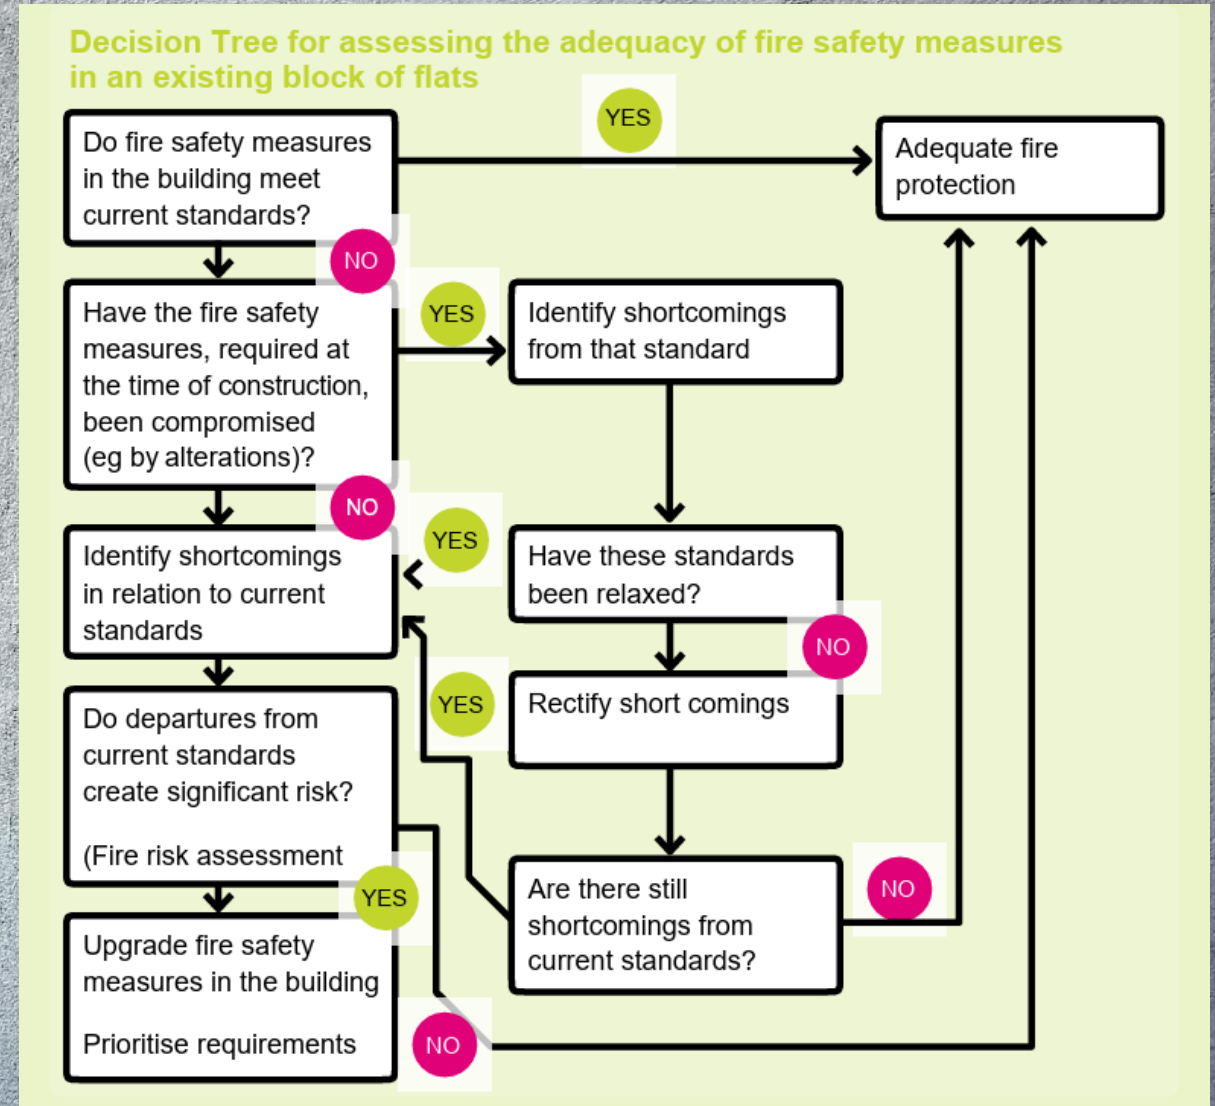 Decision Tree for assessing the adequacy of fire safety measures
in an existing block of flats
YES
Do fire safety measures
in the building meet
current standards?
Adequate fire
protection
NO
Have the fire safety
measures, required at
the time of construction,
been compromised
(eg by alterations)?
YES
Identify shortcomings
from that standard
NO
Identify shortcomings
in relation to current
standards
YES
Have these standards
been relaxed?
NO
Do departures from
current standards
create significant risk?
(Fire risk assessment
YES
Rectify short comings
YES
Are there still
shortcomings from
current standards?
NO
Upgrade fire safety
measures in the building
Prioritise requirements
NO